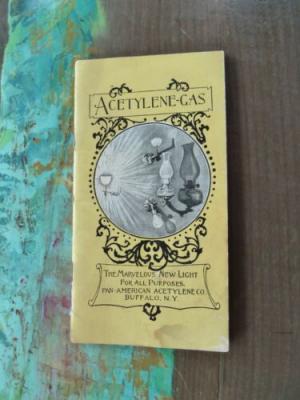 ACETYLENE-GAS
THE MARVELOUS NEW LIGHT
FOR ALL PURPOSES.
PAN-AMERICAN ACETYLENE CO.
BUFFALO, N.Y.